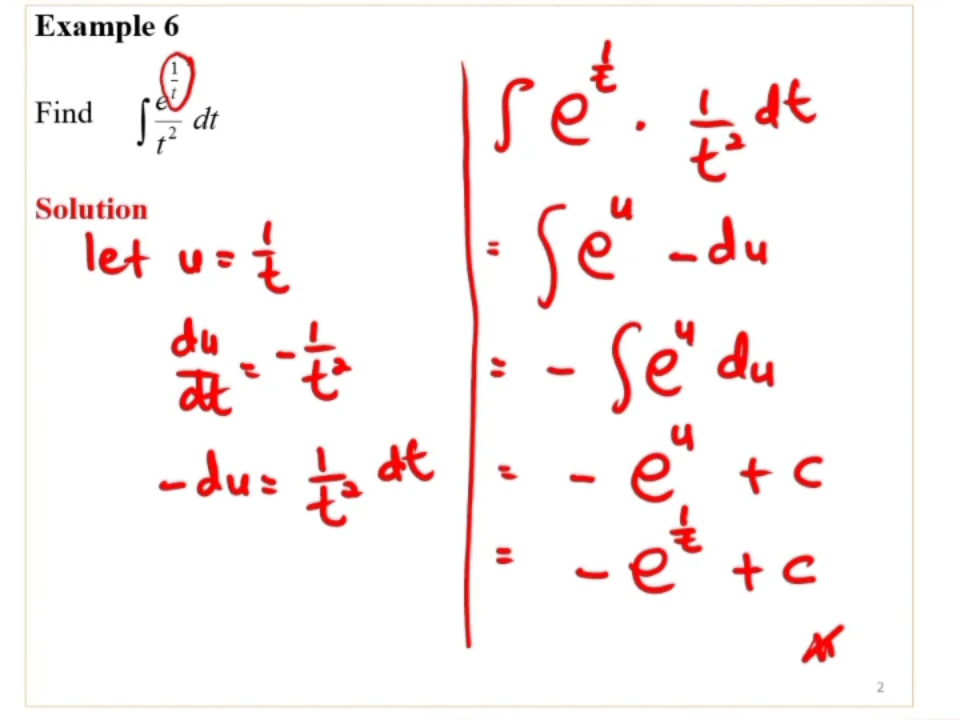 Example 6
Find ∫ e^(1/t) / t² dt
Solution
let u = 1/t
du/dt = - 1/t²
- du = 1/t² dt
∫ e^(1/t) · 1/t² dt
= ∫ e^u - du
= - ∫ e^u du
= - e^u + c
= - e^(1/t) + c
2